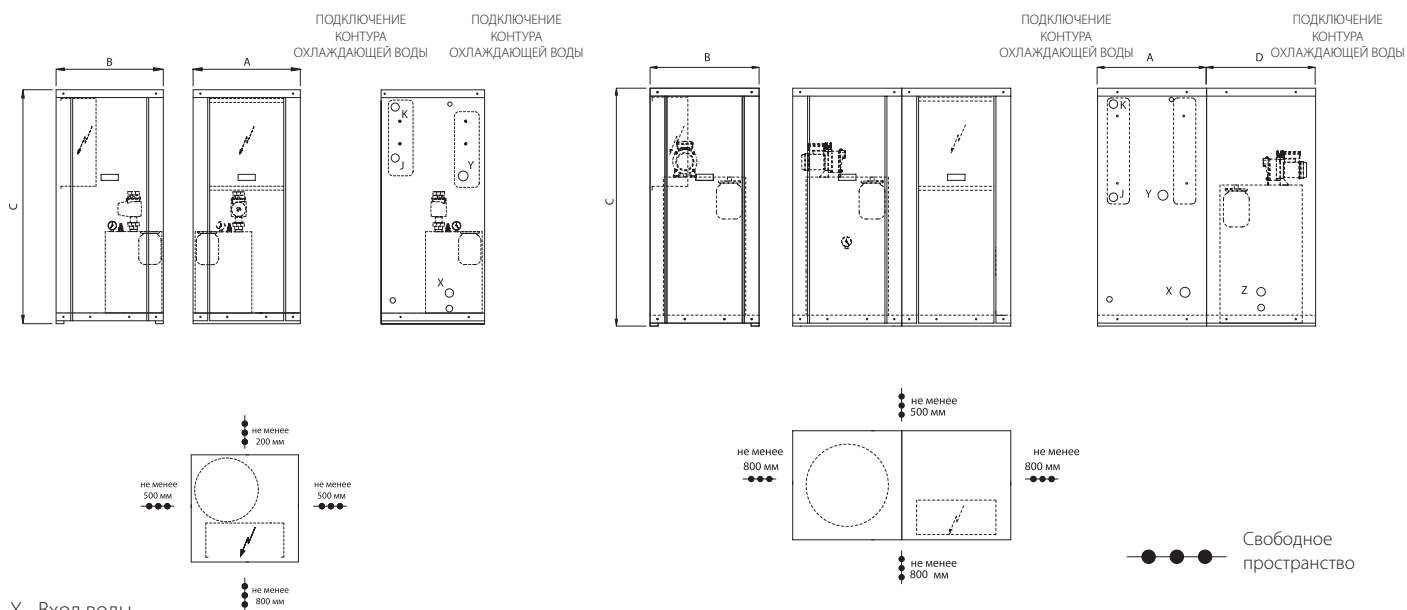 ПОДКЛЮЧЕНИЕ
КОНТУРА
ОХЛАЖДАЮЩЕЙ ВОДЫ
ПОДКЛЮЧЕНИЕ
КОНТУРА
ОХЛАЖДАЮЩЕЙ ВОДЫ
ПОДКЛЮЧЕНИЕ
КОНТУРА
ОХЛАЖДАЮЩЕЙ ВОДЫ
ПОДКЛЮЧЕНИЕ
КОНТУРА
ОХЛАЖДАЮЩЕЙ ВОДЫ
B
A
B
A
D
C
K
J
Y
X
C
K
J
Y
X
Z
не менее
200 мм
не менее
500 мм
не менее
500 мм
не менее
800 мм
не менее
500 мм
не менее
800 мм
не менее
800 мм
не менее
800 мм
Свободное
пространство
X - Вход воды